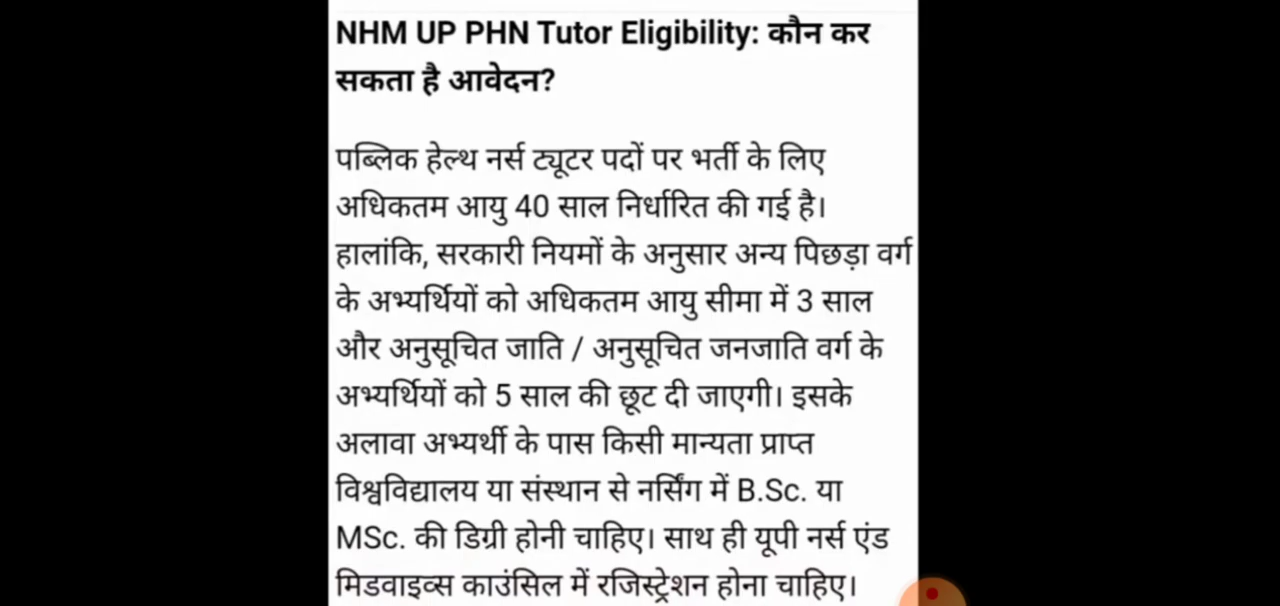 NHM UP PHN Tutor Eligibility: कौन कर
सकता है आवेदन?
पब्लिक हेल्थ नर्स ट्यूटर पदों पर भर्ती के लिए
अधिकतम आयु 40 साल निर्धारित की गई है।
हालांकि, सरकारी नियमों के अनुसार अन्य पिछड़ा वर्ग
के अभ्यर्थियों को अधिकतम आयु सीमा में 3 साल
और अनुसूचित जाति / अनुसूचित जनजाति वर्ग के
अभ्यर्थियों को 5 साल की छूट दी जाएगी। इसके
अलावा अभ्यर्थी के पास किसी मान्यता प्राप्त
विश्वविद्यालय या संस्थान से नर्सिंग में B.Sc. या
MSc. की डिग्री होनी चाहिए। साथ ही यूपी नर्स एंड
मिडवाइव्स काउंसिल में रजिस्ट्रेशन होना चाहिए।